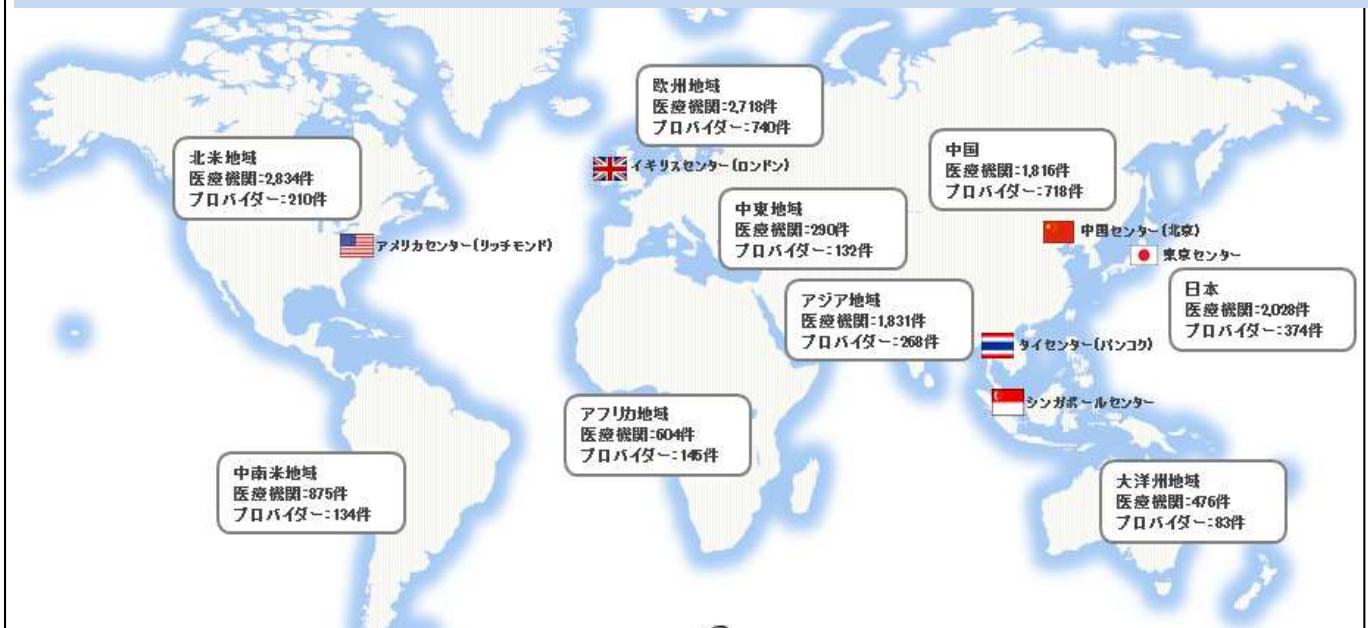 欧州地域
医療機関:2,718件
プロバイダー:740件
北米地域
医療機関:2,834件
プロバイダー:210件
イギリスセンター(ロンドン)
中国
医療機関:1,816件
プロバイダー:718件
中東地域
医療機関:290件
プロバイダー:132件
アメリカセンター(リッチモンド)
中国センター(北京)
東京センター
アジア地域
医療機関:1,831件
プロバイダー:268件
日本
医療機関:2,028件
プロバイダー:374件
タイセンター(バンコク)
シンガポールセンター
アフリカ地域
医療機関:604件
プロバイダー:145件
中南米地域
医療機関:875件
プロバイダー:134件
大洋州地域
医療機関:476件
プロバイダー:83件